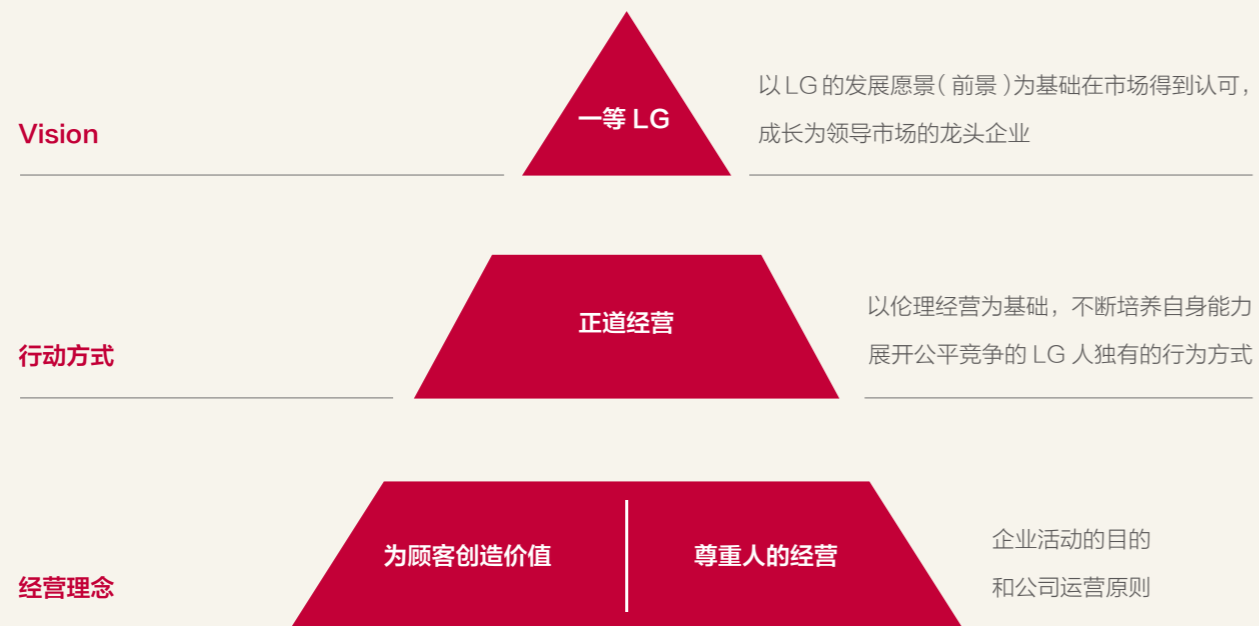 Vision
一等 LG
以LG的发展愿景(前景)为基础在市场得到认可，
成长为领导市场的龙头企业
行动方式
正道经营
以伦理经营为基础，不断培养自身能力
展开公平竞争的 LG 人独有的行为方式
经营理念
为顾客创造价值
尊重人的经营
企业活动的目的
和公司运营原则